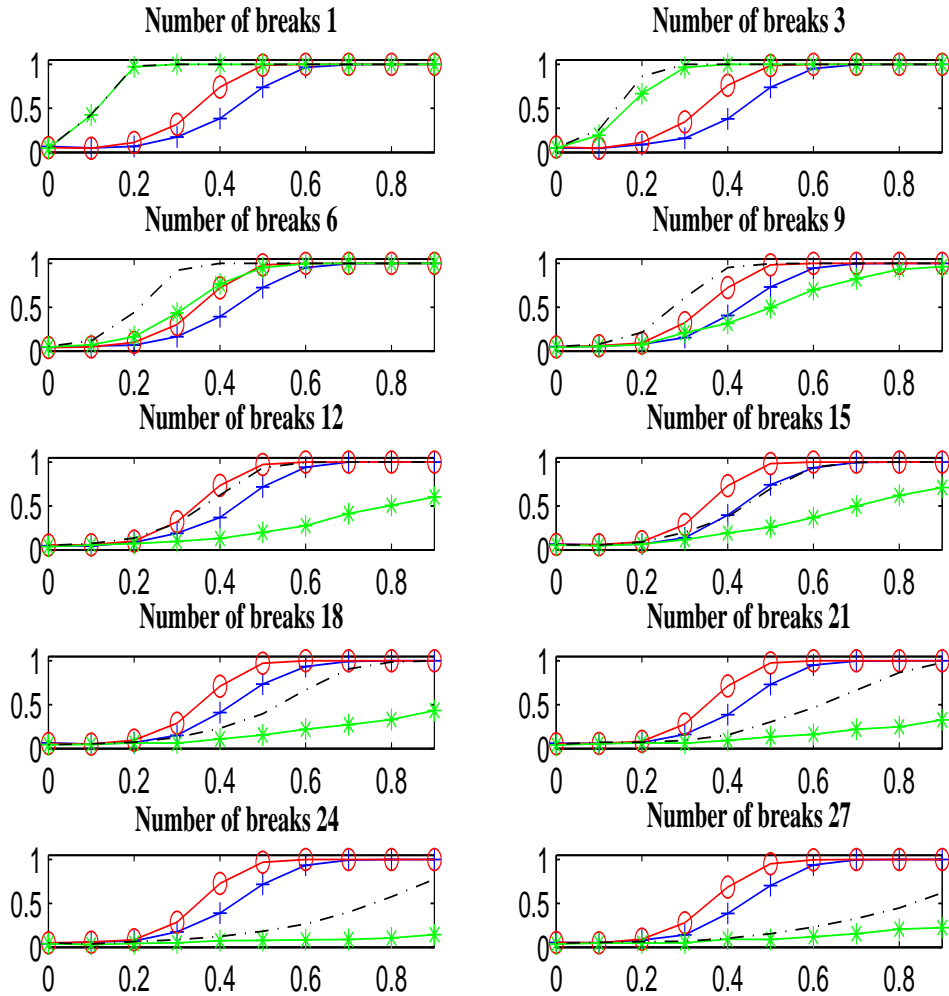 Number of breaks 1
1
0.5
0
0 0.2 0.4 0.6 0.8
Number of breaks 3
1
0.5
0
0 0.2 0.4 0.6 0.8
Number of breaks 6
1
0.5
0
0 0.2 0.4 0.6 0.8
Number of breaks 9
1
0.5
0
0 0.2 0.4 0.6 0.8
Number of breaks 12
1
0.5
0
0 0.2 0.4 0.6 0.8
Number of breaks 15
1
0.5
0
0 0.2 0.4 0.6 0.8
Number of breaks 18
1
0.5
0
0 0.2 0.4 0.6 0.8
Number of breaks 21
1
0.5
0
0 0.2 0.4 0.6 0.8
Number of breaks 24
1
0.5
0
0 0.2 0.4 0.6 0.8
Number of breaks 27
1
0.5
0
0 0.2 0.4 0.6 0.8